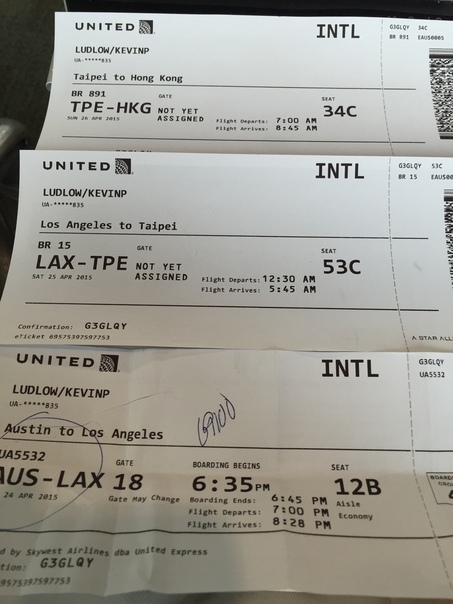 UNITED
INTL
G3GLQY 34C
BR 891 EAUS0005
LUDLOW/KEVINP
UA-*****835
Taipei to Hong Kong
BR 891
GATE
SEAT
TPE-HKG NOT YET ASSIGNED
34C
SUN 26 APR 2015
Flight Departs: 7:00 AM
Flight Arrives: 8:45 AM
UNITED
INTL
G3GLQY 53C
BR 15 EAUS00
LUDLOW/KEVINP
UA-*****835
Los Angeles to Taipei
BR 15
GATE
SEAT
LAX-TPE NOT YET ASSIGNED
53C
SAT 25 APR 2015
Flight Departs: 12:30 AM
Flight Arrives: 5:45 AM
Confirmation: G3GLQY
eTicket 69575397597753
A STAR ALL
UNITED
INTL
G3GLQY
UA5532
LUDLOW/KEVINP
UA-*****835
Austin to Los Angeles
UA5532
GATE
BOARDING BEGINS
SEAT
AUS-LAX 18 6:35PM 12B
24 APR 2015
Gate May Change
Boarding Ends: 6:45 PM
Aisle
Flight Departs: 7:00 PM
Economy
Flight Arrives: 8:28 PM
d by Skywest Airlines dba United Express
tion: G3GLQY
9575397597753